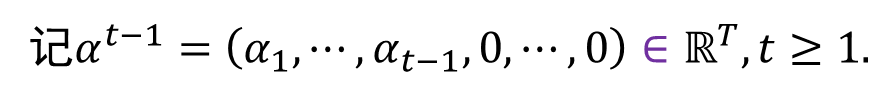 记α^{t−1} = (α_1, ⋯ , α_{t−1}, 0, ⋯ , 0) ∈ ℝ^T, t ≥ 1.